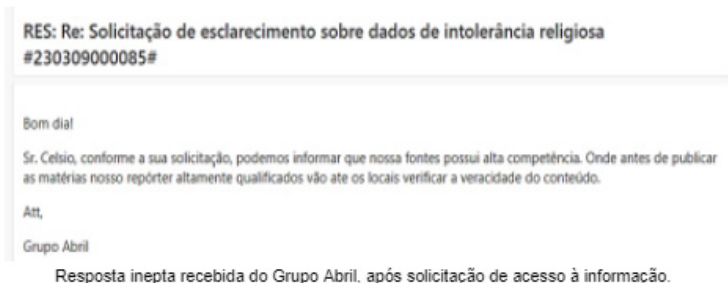 RES: Re: Solicitação de esclarecimento sobre dados de intolerância religiosa
#230309000085#
Bom dia!
Sr. Celsio, conforme a sua solicitação, podemos informar que nossa fontes possui alta competência. Onde antes de publicar
as matérias nosso repórter altamente qualificados vão ate os locais verificar a veracidade do conteúdo.
Att,
Grupo Abril
Resposta inepta recebida do Grupo Abril, após solicitação de acesso à informação.